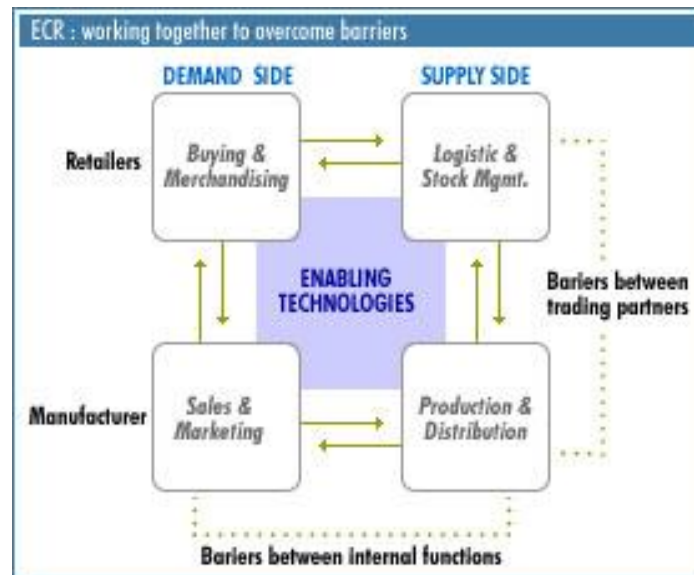 ECR : working together to overcome barriers
DEMAND SIDE
SUPPLY SIDE
Retailers
Buying &
Merchandising
Logistic &
Stock Mgmt.
ENABLING
TECHNOLOGIES
Bariers between
trading partners
Manufacturer
Sales &
Marketing
Production &
Distribution
Bariers between internal functions